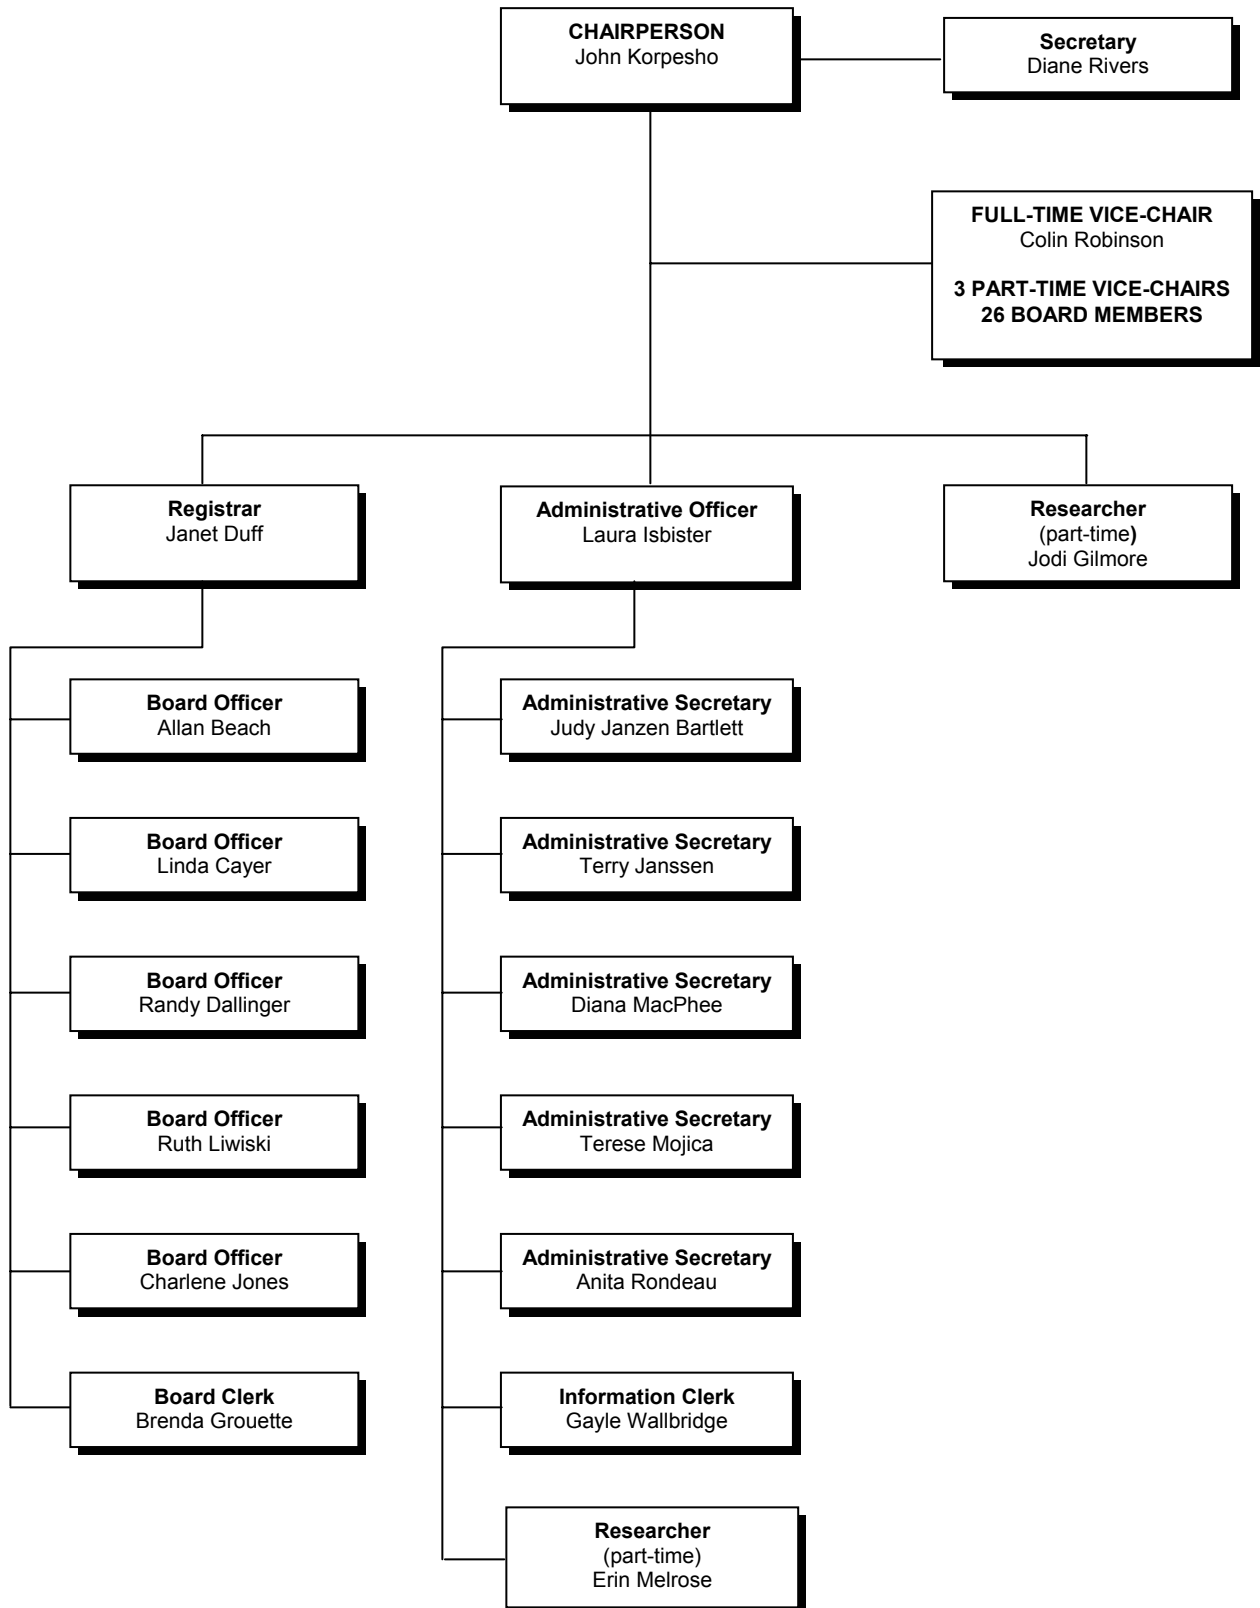 CHAIRPERSON
John Korpesho
Secretary
Diane Rivers
FULL-TIME VICE-CHAIR
Colin Robinson
3 PART-TIME VICE-CHAIRS
26 BOARD MEMBERS
Registrar
Janet Duff
Administrative Officer
Laura Isbister
Researcher
(part-time)
Jodi Gilmore
Board Officer
Allan Beach
Board Officer
Linda Cayer
Board Officer
Randy Dallinger
Board Officer
Ruth Liwiski
Board Officer
Charlene Jones
Board Clerk
Brenda Grouette
Administrative Secretary
Judy Janzen Bartlett
Administrative Secretary
Terry Janssen
Administrative Secretary
Diana MacPhee
Administrative Secretary
Terese Mojica
Administrative Secretary
Anita Rondeau
Information Clerk
Gayle Wallbridge
Researcher
(part-time)
Erin Melrose